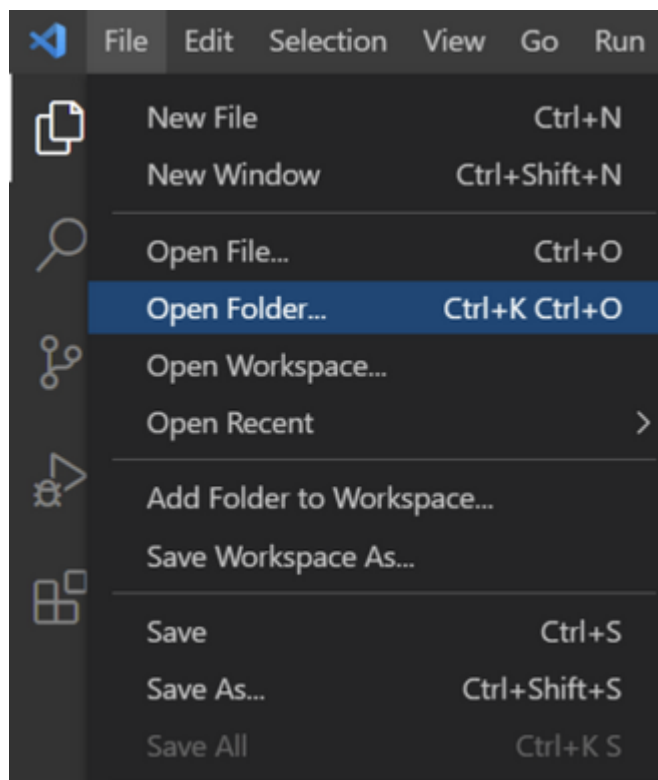 File Edit Selection View Go Run
New File Ctrl+N
New Window Ctrl+Shift+N
Open File... Ctrl+O
Open Folder... Ctrl+K Ctrl+O
Open Workspace...
Open Recent
Add Folder to Workspace...
Save Workspace As...
Save Ctrl+S
Save As... Ctrl+Shift+S
Save All Ctrl+K S